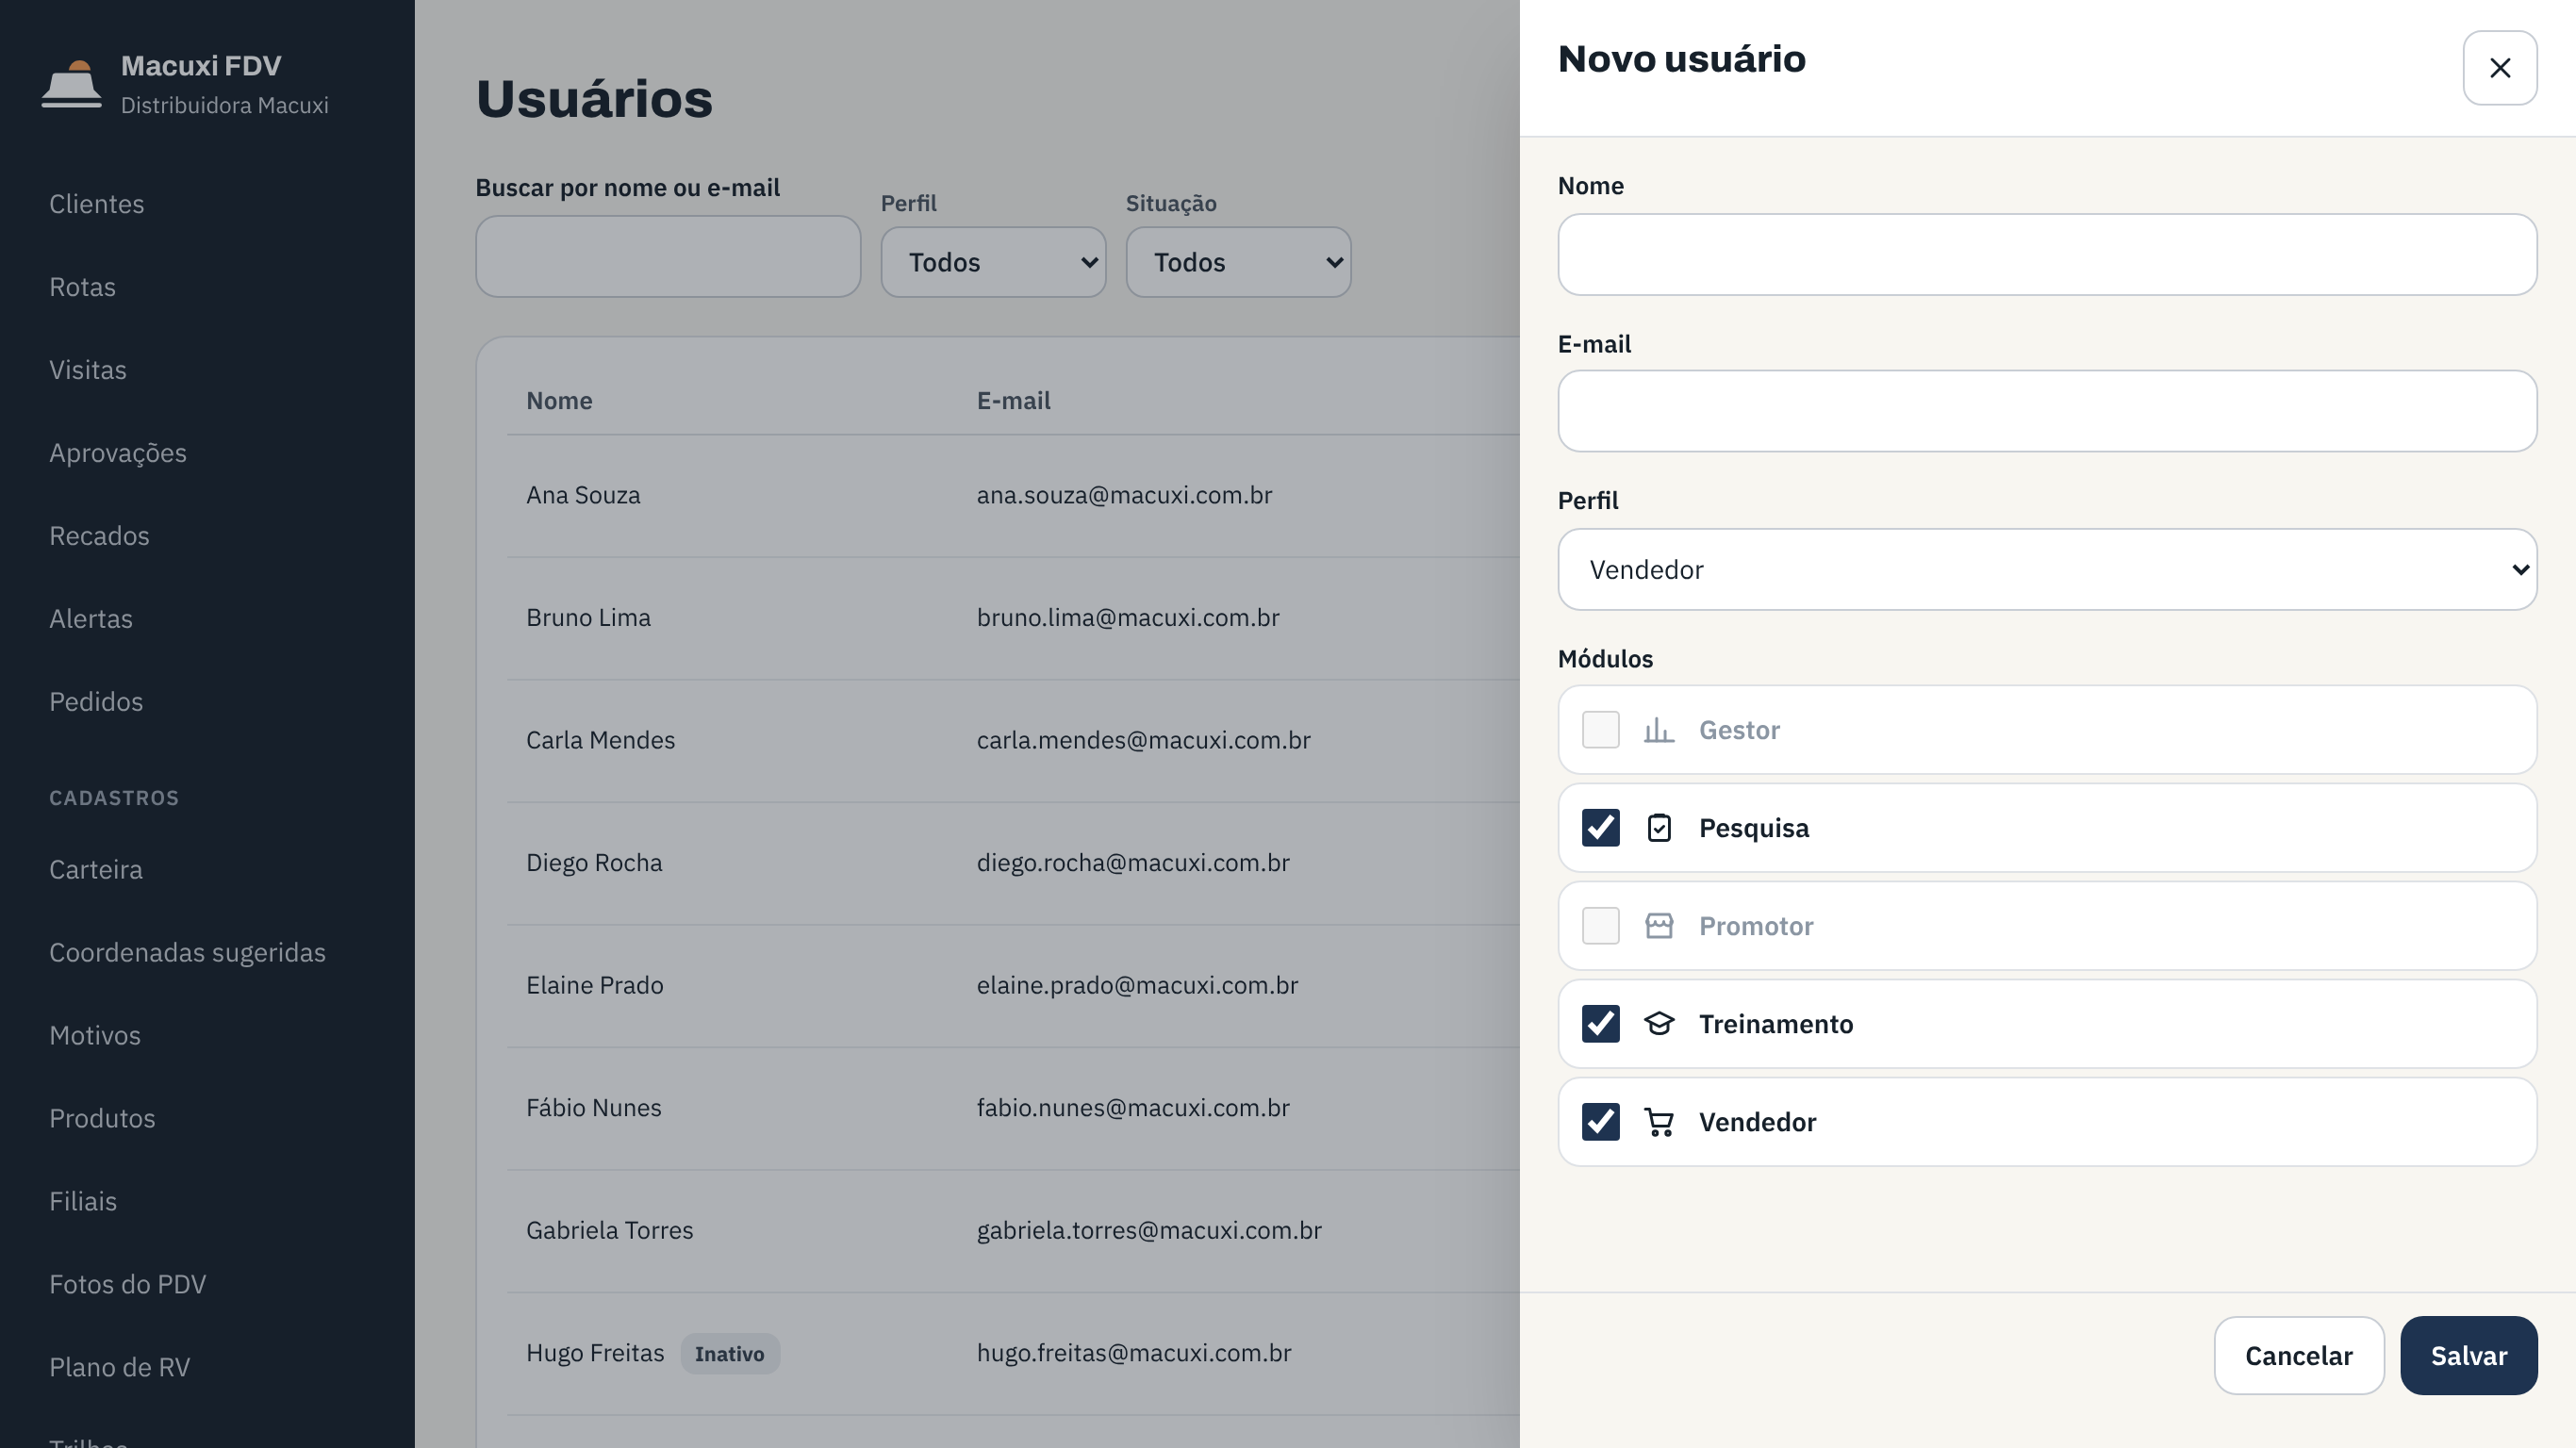 Macuxi FDV
Distribuidora Macuxi
Clientes
Rotas
Visitas
Aprovações
Recados
Alertas
Pedidos
CADASTROS
Carteira
Coordenadas sugeridas
Motivos
Produtos
Filiais
Fotos do PDV
Plano de RV
Usuários
Buscar por nome ou e-mail
Perfil
Situação
Todos
Todos
Nome E-mail
Ana Souza ana.souza@macuxi.com.br
Bruno Lima bruno.lima@macuxi.com.br
Carla Mendes carla.mendes@macuxi.com.br
Diego Rocha diego.rocha@macuxi.com.br
Elaine Prado elaine.prado@macuxi.com.br
Fábio Nunes fabio.nunes@macuxi.com.br
Gabriela Torres gabriela.torres@macuxi.com.br
Hugo Freitas Inativo hugo.freitas@macuxi.com.br
Novo usuário
Nome
E-mail
Perfil
Vendedor
Módulos
Gestor
Pesquisa
Promotor
Treinamento
Vendedor
Cancelar Salvar